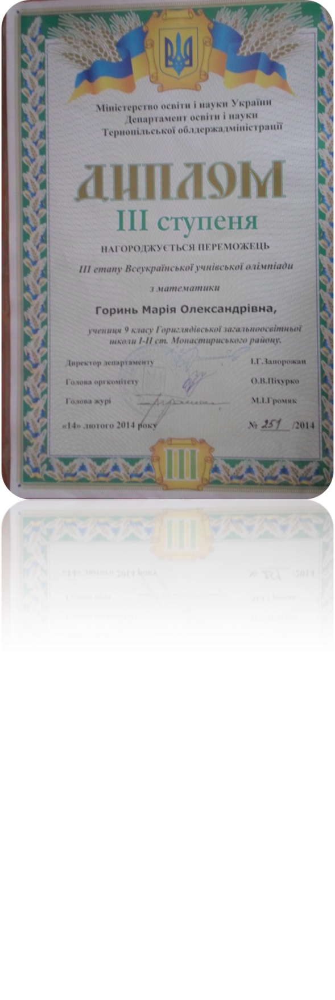 Міністерство освіти і науки України
Департамент освіти і науки
Тернопільської облдержадміністрації
ДИПЛОМ
III ступеня
НАГОРОДЖУЄТЬСЯ ПЕРЕМОЖЕЦЬ
III етапу Всеукраїнської учнівської олімпіади
з математики
Горинь Марія Олександрівна,
учениця 9 класу Горигладівської загальноосвітньої
школи І-ІІ ст. Монастириського району.
Директор департаменту І.Г.Запорожан
Голова оргкомітету О.В.Піхурко
Голова журі М.І.Громяк
«14» лютого 2014 року № 251 /2014
III